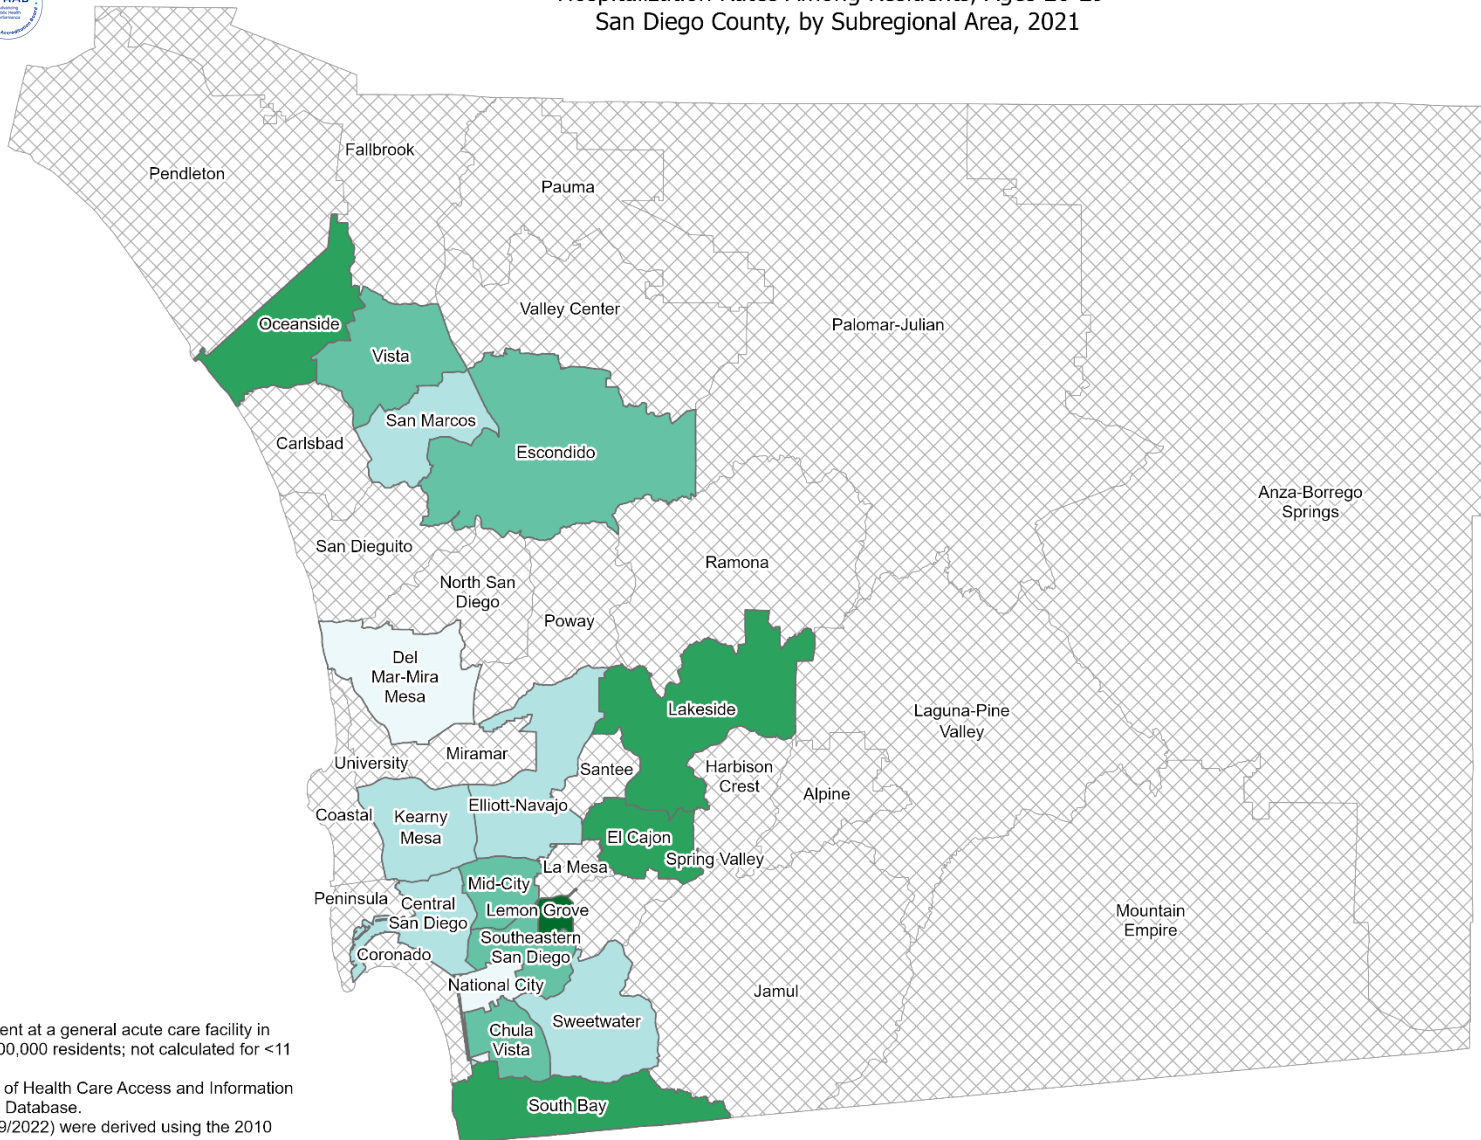 San Diego County, by Subregional Area, 2021
Fallbrook
Pendleton
Pauma
Valley Center
Oceanside
Palomar-Julian
Vista
San Marcos
Carlsbad
Escondido
Anza-Borrego
Springs
San Dieguito
Ramona
North San
Diego
Poway
Del
Mar-Mira
Mesa
Lakeside
Laguna-Pine
Valley
Miramar
University
Santee
Harbison
Crest
Alpine
Elliott-Navajo
Coastal
Kearny
Mesa
El Cajon
Spring Valley
La Mesa
Mid-City
Peninsula
Central
San Diego
Lemon Grove
Mountain
Empire
Southeastern
San Diego
Coronado
National City
Jamul
Sweetwater
Chula
Vista
South Bay
ent at a general acute care facility in
00,000 residents; not calculated for <11
of Health Care Access and Information
Database.
9/2022) were derived using the 2010